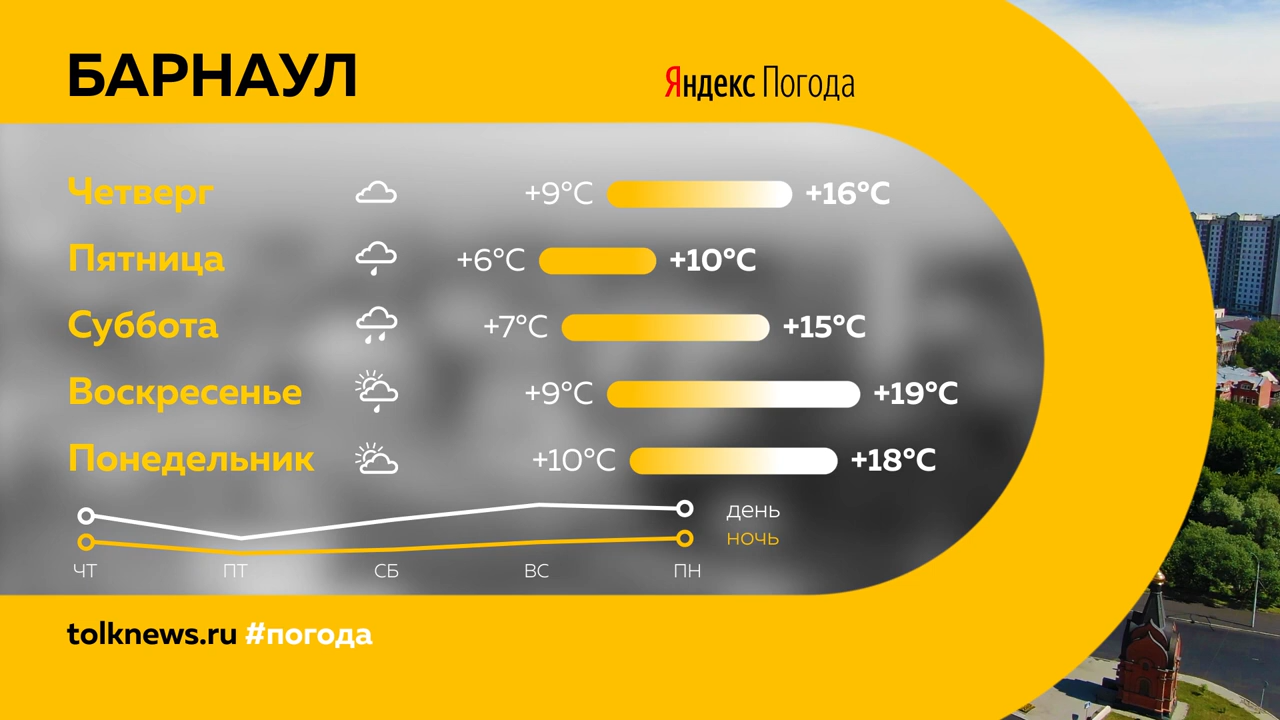 БАРНАУЛ
Яндекс Погода
Четверг +9°C +16°C
Пятница +6°C +10°C
Суббота +7°C +15°C
Воскресенье +9°C +19°C
Понедельник +10°C +18°C
день
ночь
ЧТ ПТ СБ ВС ПН
tolknews.ru #погода